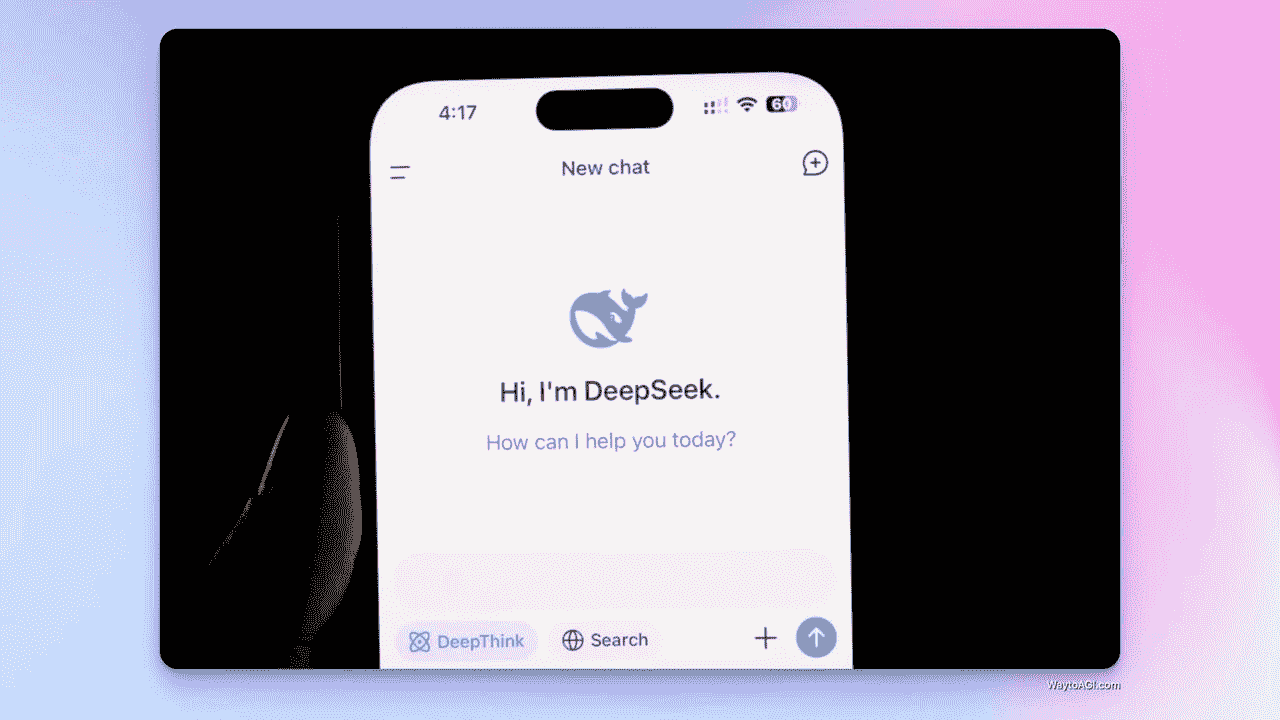 4:17
60
New chat
Hi, I'm DeepSeek.
How can I help you today?
DeepThink
Search
WaytoAGI.com